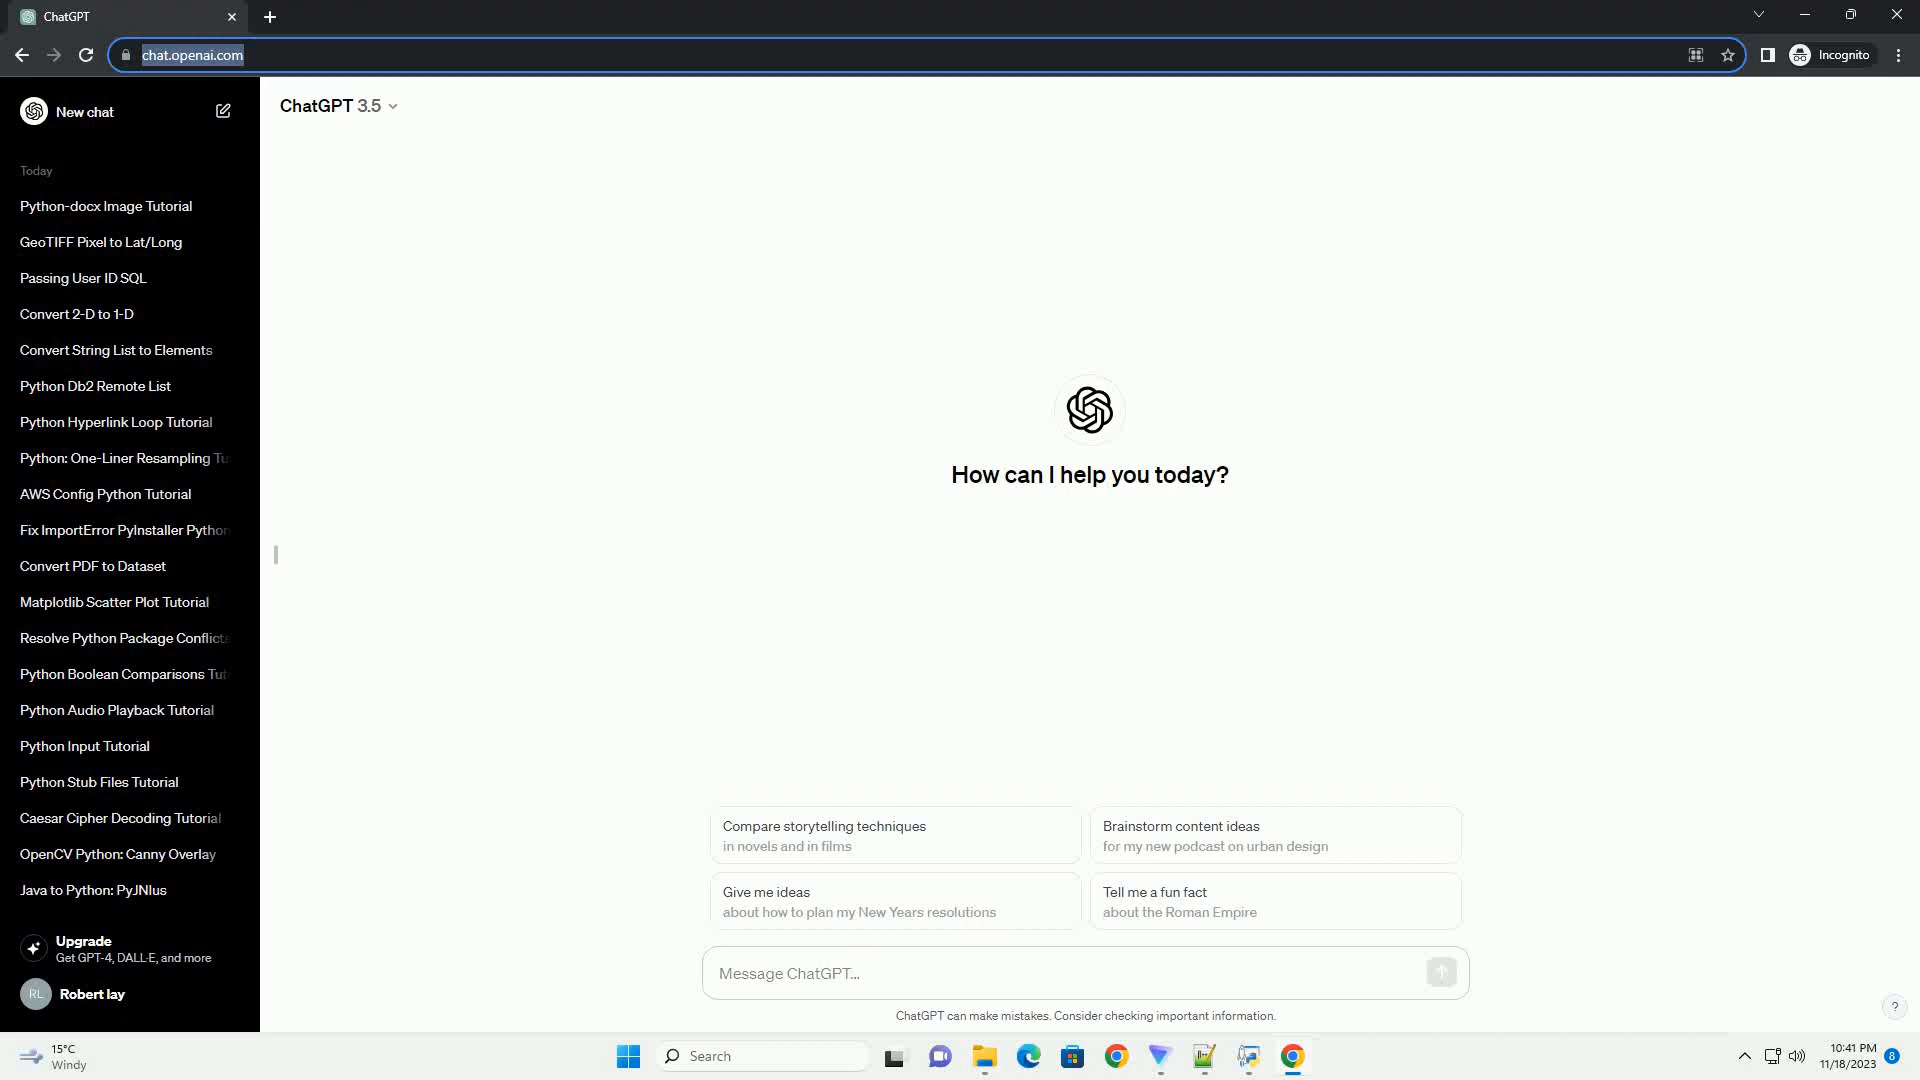 ChatGPT
chat.openai.com
Incognito
New chat
ChatGPT 3.5
Today
Python-docx Image Tutorial
GeoTIFF Pixel to Lat/Long
Passing User ID SQL
Convert 2-D to 1-D
Convert String List to Elements
Python Db2 Remote List
Python Hyperlink Loop Tutorial
Python: One-Liner Resampling Tu
AWS Config Python Tutorial
Fix ImportError PyInstaller Python
Convert PDF to Dataset
Matplotlib Scatter Plot Tutorial
Resolve Python Package Conflicts
Python Boolean Comparisons Tut
Python Audio Playback Tutorial
Python Input Tutorial
Python Stub Files Tutorial
Caesar Cipher Decoding Tutorial
OpenCV Python: Canny Overlay
Java to Python: PyJNIus
Upgrade
Get GPT-4, DALL·E, and more
RL
Robert lay
How can I help you today?
Compare storytelling techniques
in novels and in films
Brainstorm content ideas
for my new podcast on urban design
Give me ideas
about how to plan my New Years resolutions
Tell me a fun fact
about the Roman Empire
Message ChatGPT...
ChatGPT can make mistakes. Consider checking important information.
?
15°C
Windy
Search
10:41 PM
11/18/2023
8